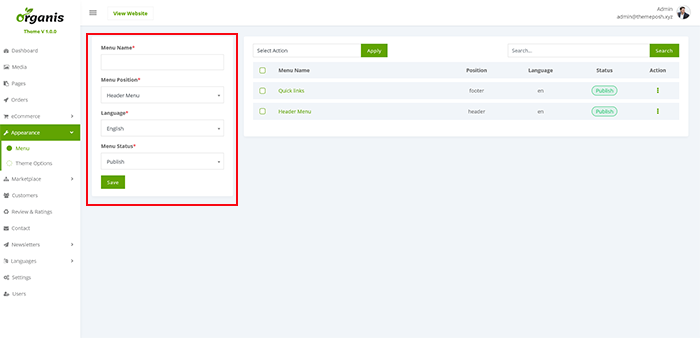 Organis
Theme V 1.0.0
Dashboard
Media
Pages
Orders
eCommerce
Appearance
Menu
Theme Options
Marketplace
Customers
Review & Ratings
Contact
Newsletters
Languages
Settings
Users
View Website
Admin
admin@themeposh.xyz
Menu Name*
Menu Position*
Header Menu
Language*
English
Menu Status*
Publish
Save
Select Action Apply Search... Search
Menu Name Position Language Status Action
Quick links footer en Publish
Header Menu header en Publish